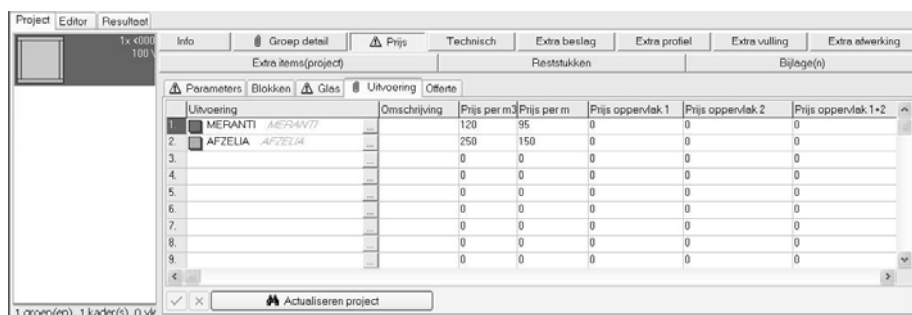 Project Editor Resultaat
1x <000
100 \
Info Groep detail Prijs Technisch Extra beslag Extra profiel Extra vulling Extra afwerking
Extra items(project) Reststukken Bijlage(n)
Parameters Blokken Glas Uitvoering Offerte
Uitvoering Omschrijving Prijs per m3 Prijs per m Prijs oppervlak 1 Prijs oppervlak 2 Prijs oppervlak 1+2
1. MERANTI MERANTI ... 120 95 0 0 0
2. AFZELIA AFZELIA ... 250 150 0 0 0
3. ... 0 0 0 0 0
4. ... 0 0 0 0 0
5. ... 0 0 0 0 0
6. ... 0 0 0 0 0
7. ... 0 0 0 0 0
8. ... 0 0 0 0 0
9. ... 0 0 0 0 0
Actualiseren project
1 groep(en), 1 kader(s), 0